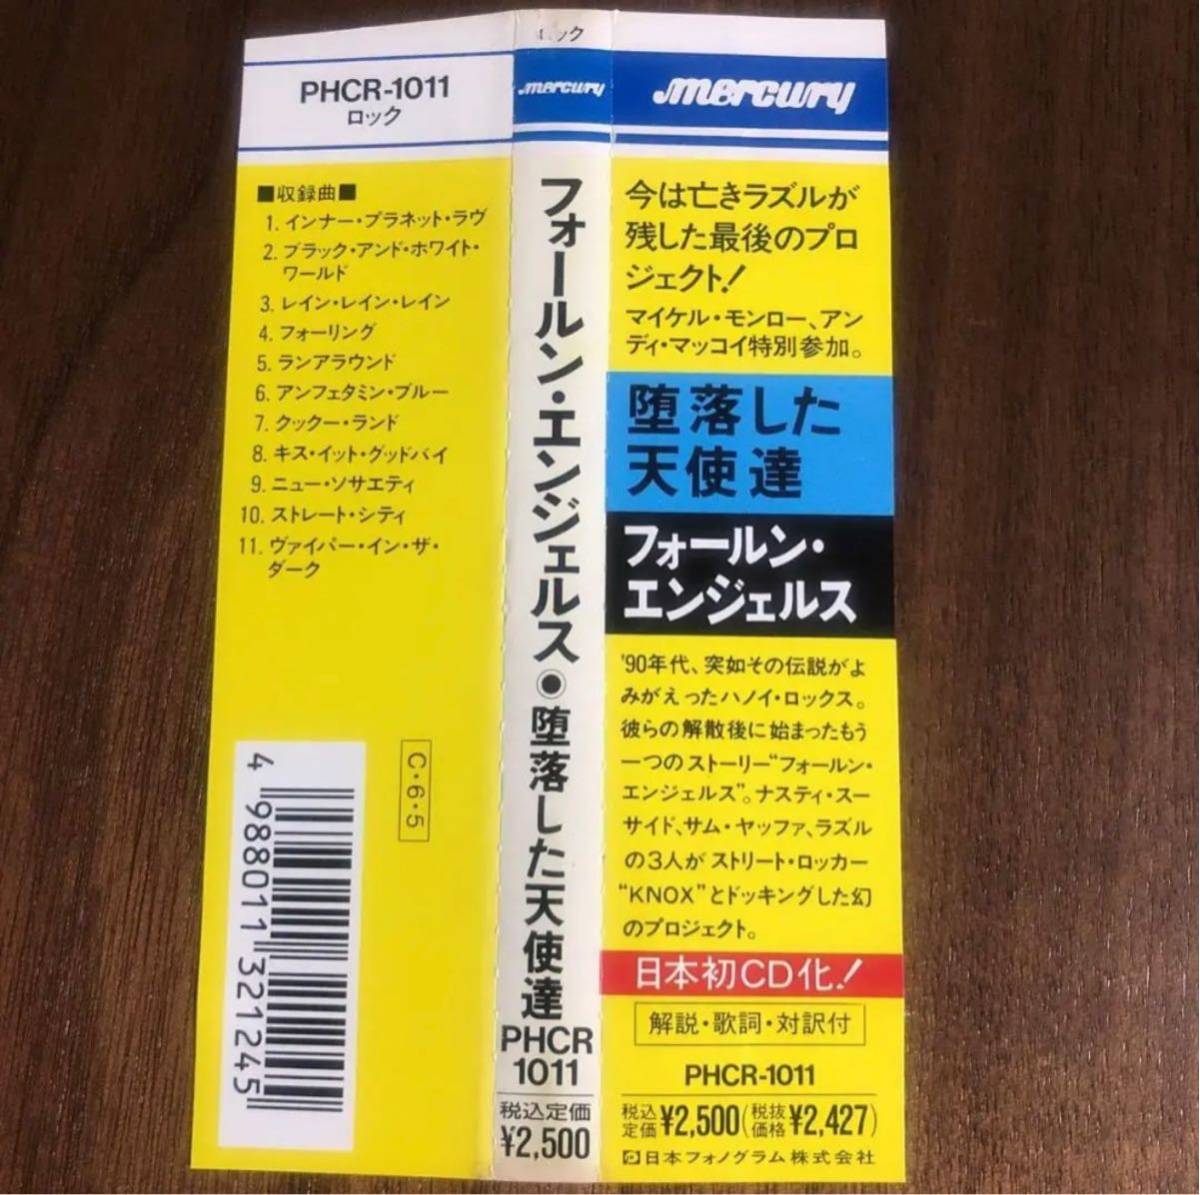 PHCR-1011
ロック
■収録曲■
1. インナー・プラネット・ラヴ
2. ブラック・アンド・ホワイト・
ワールド
3. レイン・レイン・レイン
4. フォーリング
5. ランアラウンド
6. アンフェタミン・ブルー
7. クックー・ランド
8. キス・イット・グッドバイ
9. ニュー・ソサエティ
10. ストレート・シティ
11. ヴァイパー・イン・ザ・
ダーク
C・6・5
4 988011 321245
ロック
mercury
フォールン・エンジェルス◉堕落した天使達
PHCR
1011
税込定価
¥2,500
mercury
今は亡きラズルが
残した最後のプロ
ジェクト!
マイケル・モンロー、アン
ディ・マッコイ特別参加。
堕落した
天使達
フォールン・
エンジェルス
'90年代、突如その伝説がよ
みがえったハノイ・ロックス。
彼らの解散後に始まったもう
一つのストーリー“フォールン・
エンジェルス”。ナスティ・スー
サイド、サム・ヤッファ、ラズル
の3人がストリート・ロッカー
“KNOX”とドッキングした幻
のプロジェクト。
日本初CD化!
解説・歌詞・対訳付
PHCR-1011
税込定価¥2,500(税抜価格¥2,427)
日本フォノグラム株式会社